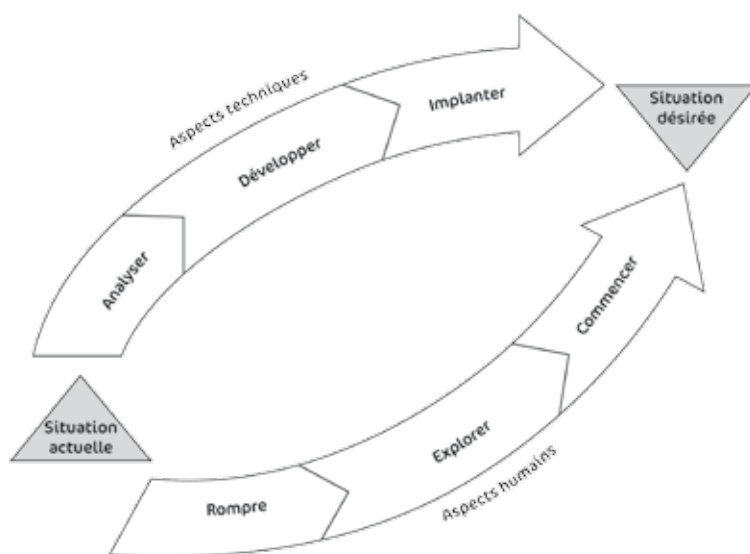 Aspects techniques
Analyser
Développer
Implanter
Situation
désirée
Situation
actuelle
Rompre
Explorer
Commencer
Aspects humains